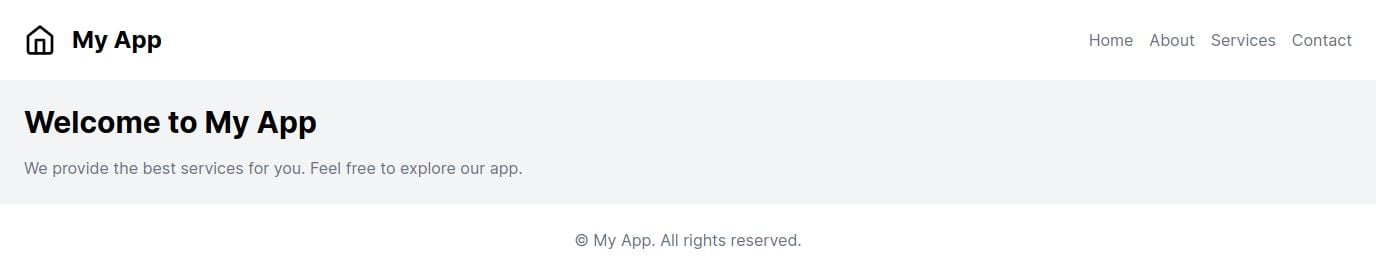 My App
Home About Services Contact
Welcome to My App
We provide the best services for you. Feel free to explore our app.
© My App. All rights reserved.